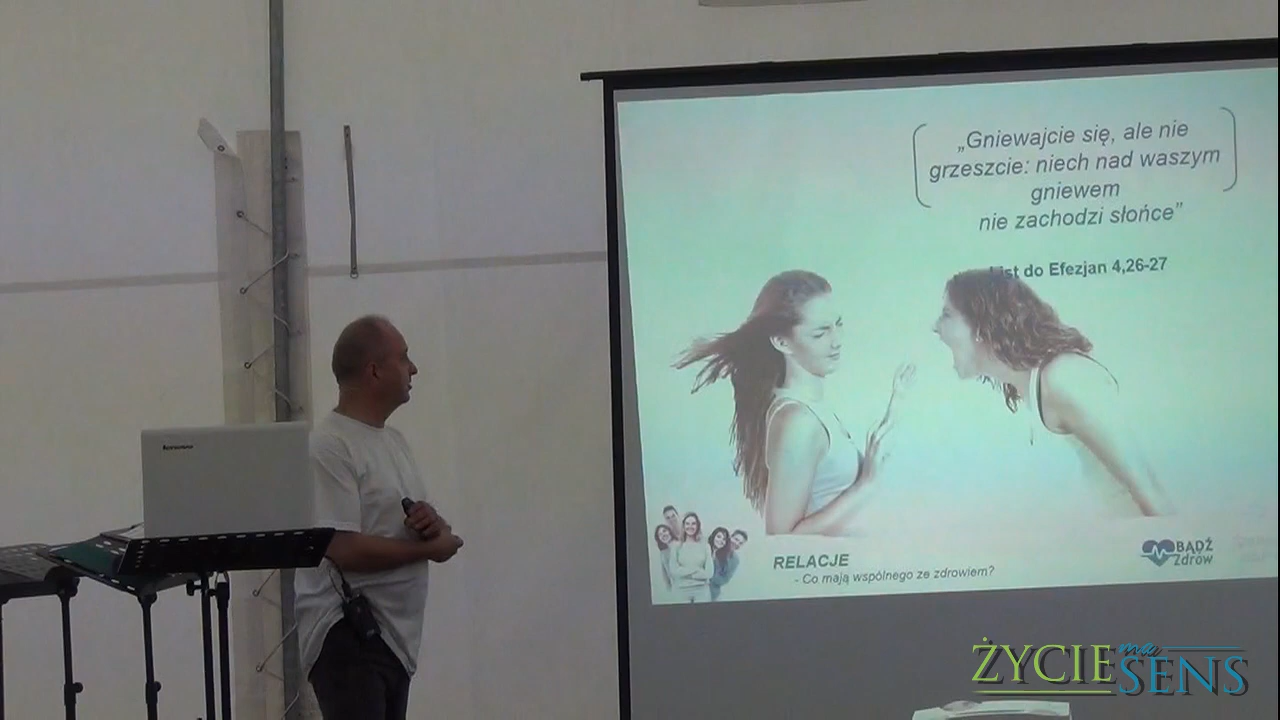 „Gniewajcie się, ale nie
grzeszcie: niech nad waszym
gniewem
nie zachodzi słońce”
List do Efezjan 4,26-27
RELACJE
- Co mają wspólnego ze zdrowiem?
BĄDŹ
Zdrów
Lenovo
ŻYCIE ma
SENS